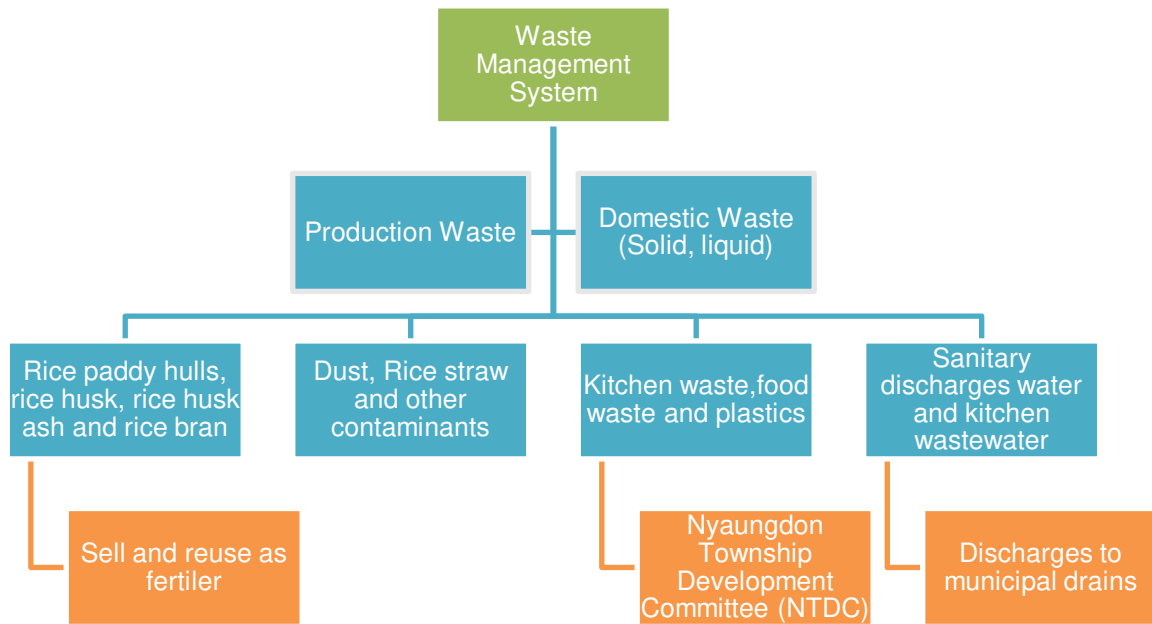 Waste
Management
System
Production Waste
Domestic Waste
(Solid, liquid)
Rice paddy hulls,
rice husk, rice husk
ash and rice bran
Dust, Rice straw
and other
contaminants
Kitchen waste,food
waste and plastics
Sanitary
discharges water
and kitchen
wastewater
Sell and reuse as
fertiler
Nyaungdon
Township
Development
Committee (NTDC)
Discharges to
municipal drains